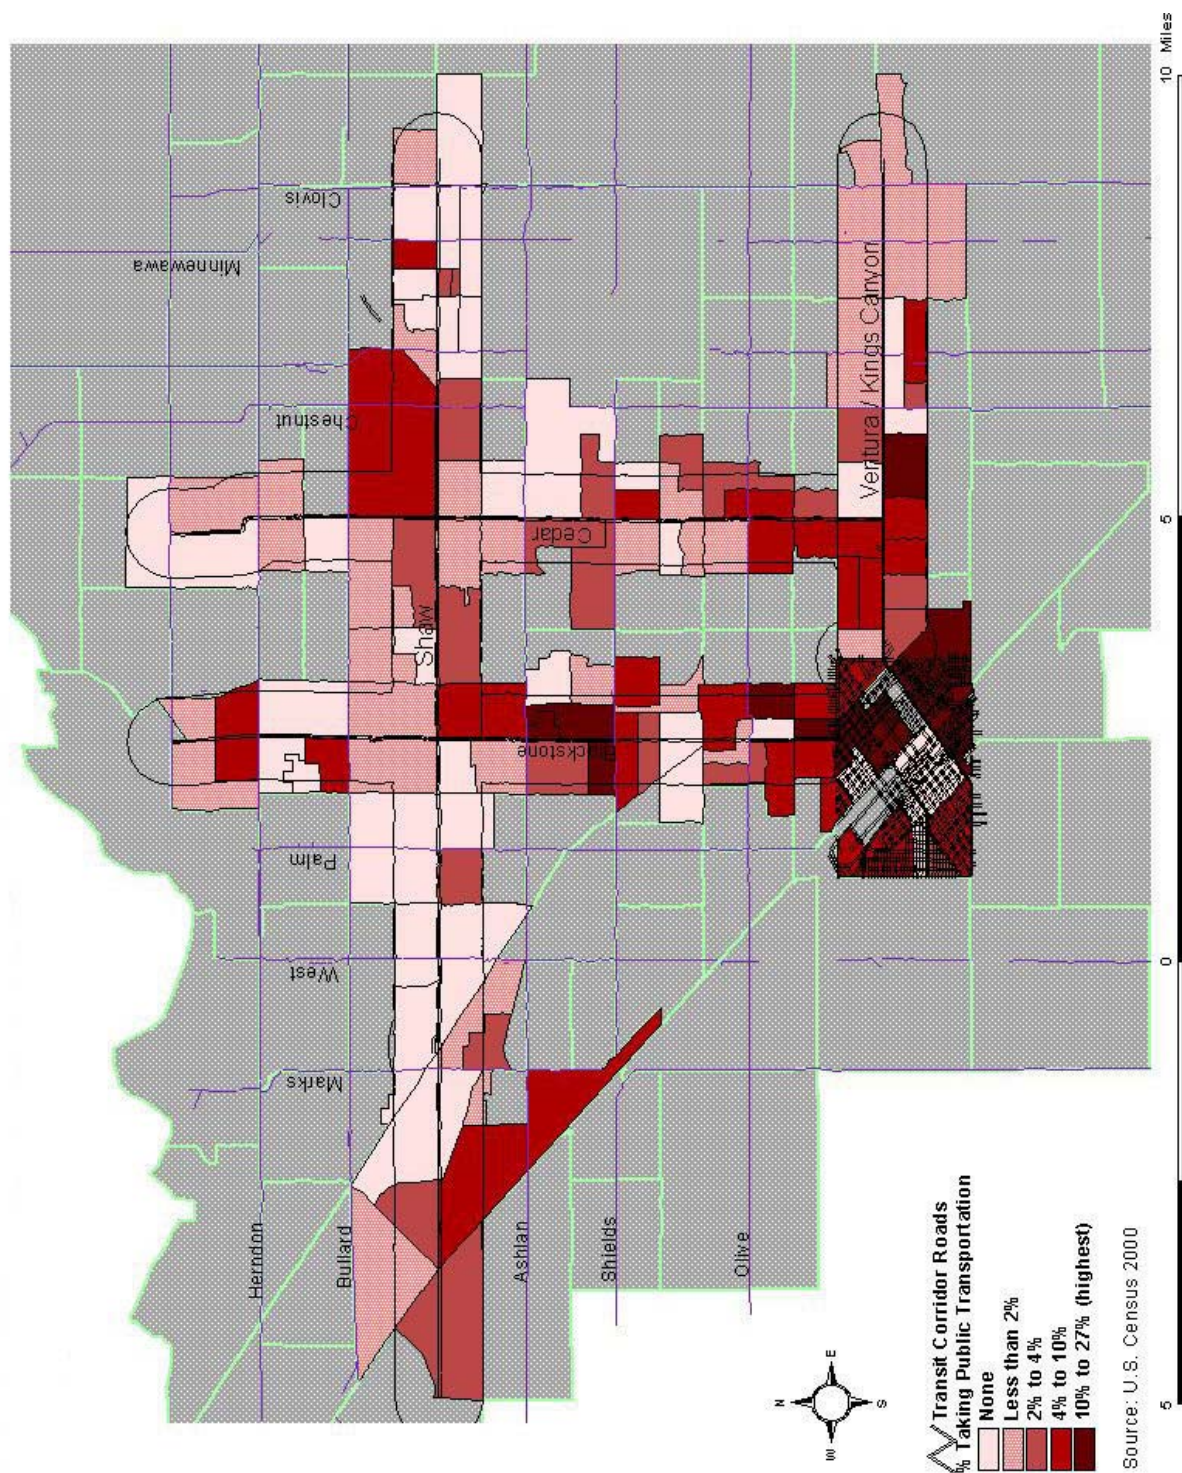 Minnewawa
Clovis
Chestnut
Ventura / Kings Canyon
Cedar
Shaw
Blackstone
Palm
West
Marks
Herndon
Bullard
Ashlan
Shields
Olive
N
W
E
S
Transit Corridor Roads
% Taking Public Transportation
None
Less than 2%
2% to 4%
4% to 10%
10% to 27% (highest)
Source: U.S. Census 2000
5
0
5
10 Miles